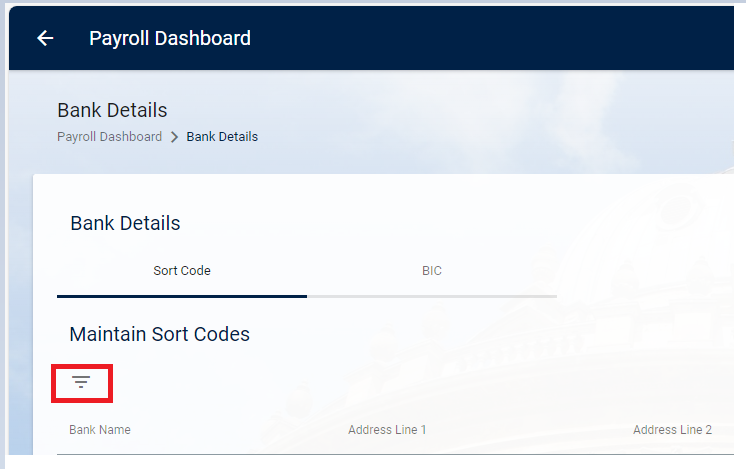 Payroll Dashboard
Bank Details
Payroll Dashboard Bank Details
Bank Details
Sort Code BIC
Maintain Sort Codes
Bank Name Address Line 1 Address Line 2